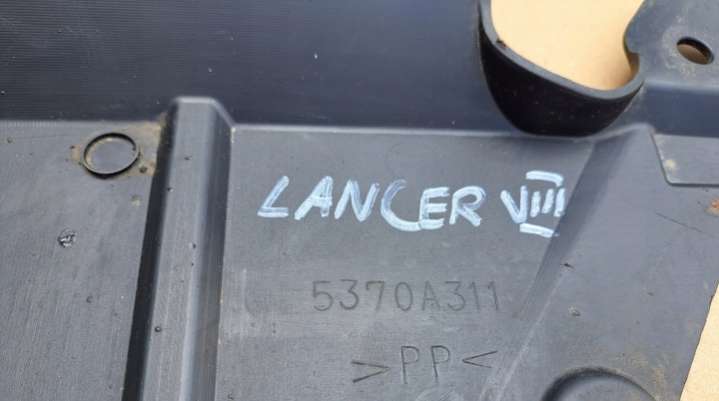 LANCER VIII
5370A311
>PP<